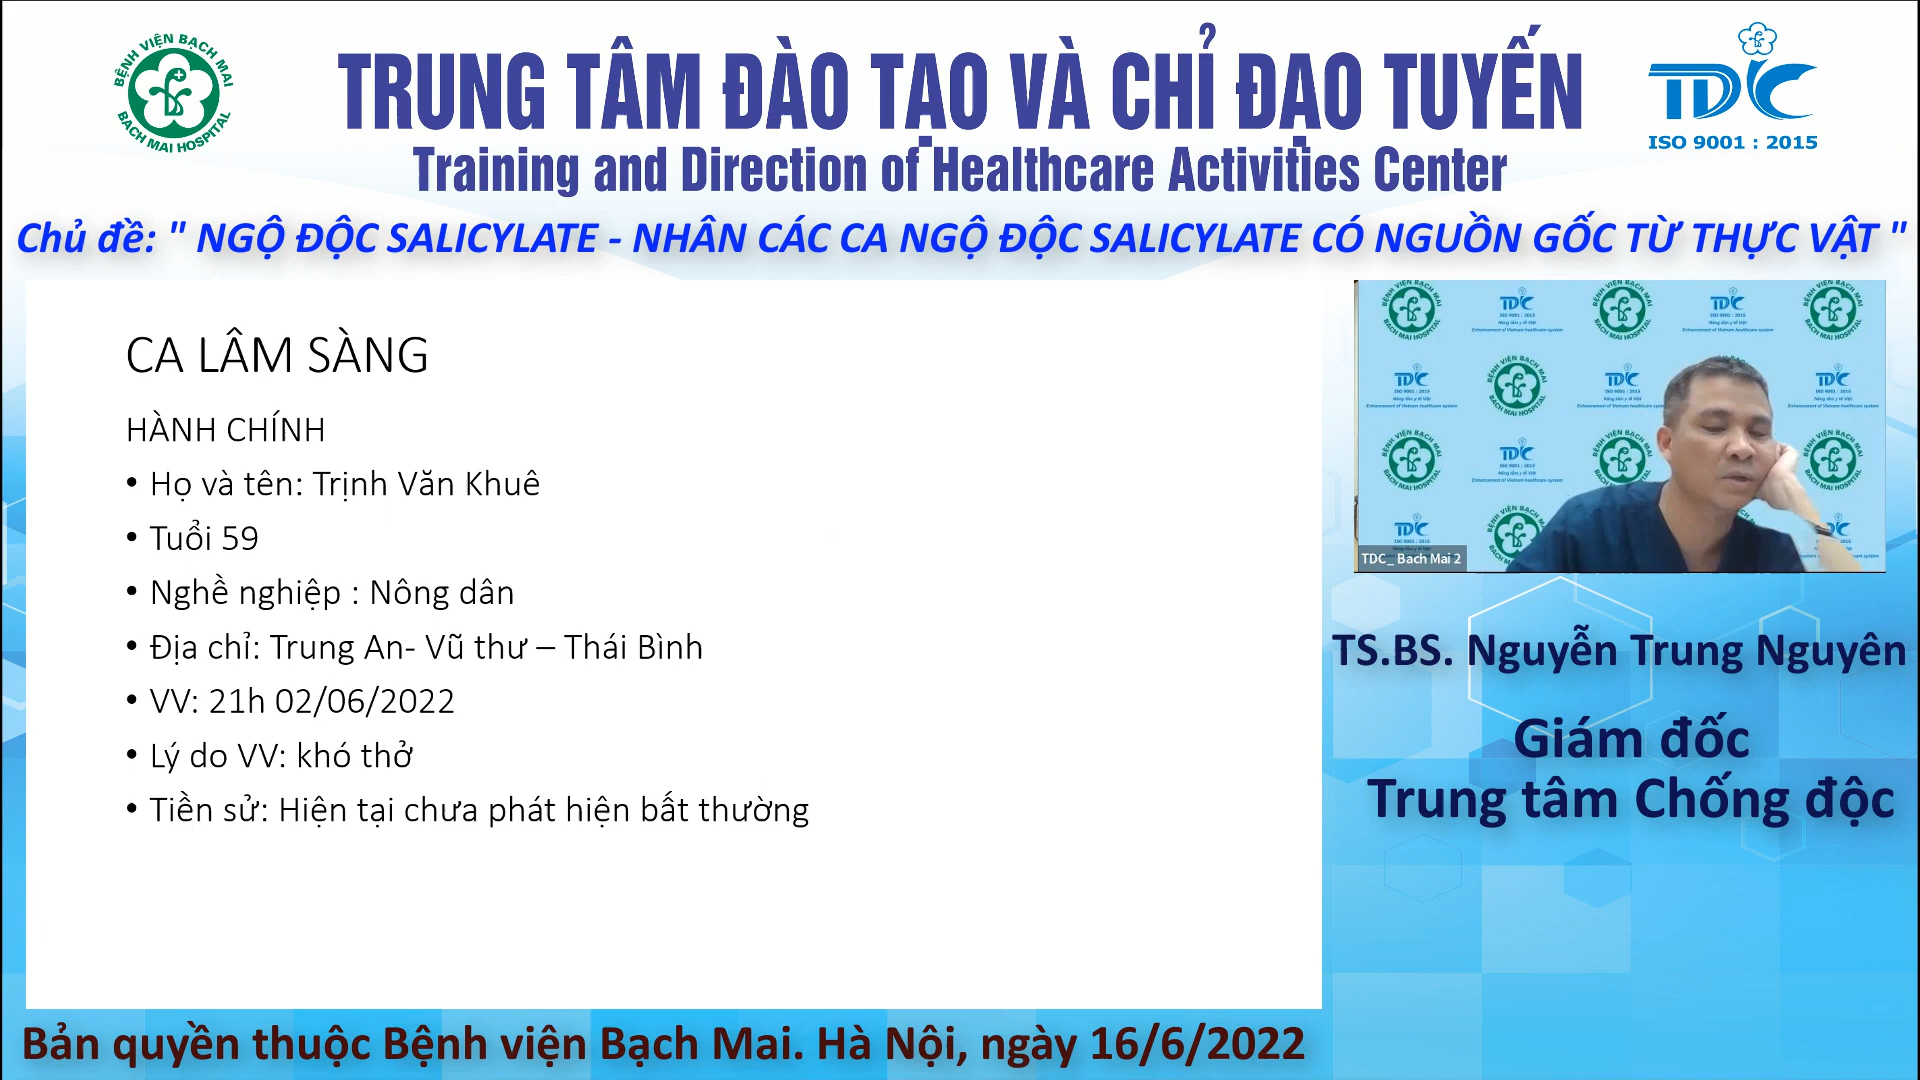 BỆNH VIỆN BẠCH MAI
BACH MAI HOSPITAL
TRUNG TÂM ĐÀO TẠO VÀ CHỈ ĐẠO TUYẾN
Training and Direction of Healthcare Activities Center
TDC
ISO 9001 : 2015
Chủ đề: " NGỘ ĐỘC SALICYLATE - NHÂN CÁC CA NGỘ ĐỘC SALICYLATE CÓ NGUỒN GỐC TỪ THỰC VẬT "
CA LÂM SÀNG
HÀNH CHÍNH
• Họ và tên: Trịnh Văn Khuê
• Tuổi 59
• Nghề nghiệp : Nông dân
• Địa chỉ: Trung An- Vũ thư – Thái Bình
• VV: 21h 02/06/2022
• Lý do VV: khó thở
• Tiền sử: Hiện tại chưa phát hiện bất thường
TDC_ Bach Mai 2
TS.BS. Nguyễn Trung Nguyên
Giám đốc
Trung tâm Chống độc
Bản quyền thuộc Bệnh viện Bạch Mai. Hà Nội, ngày 16/6/2022